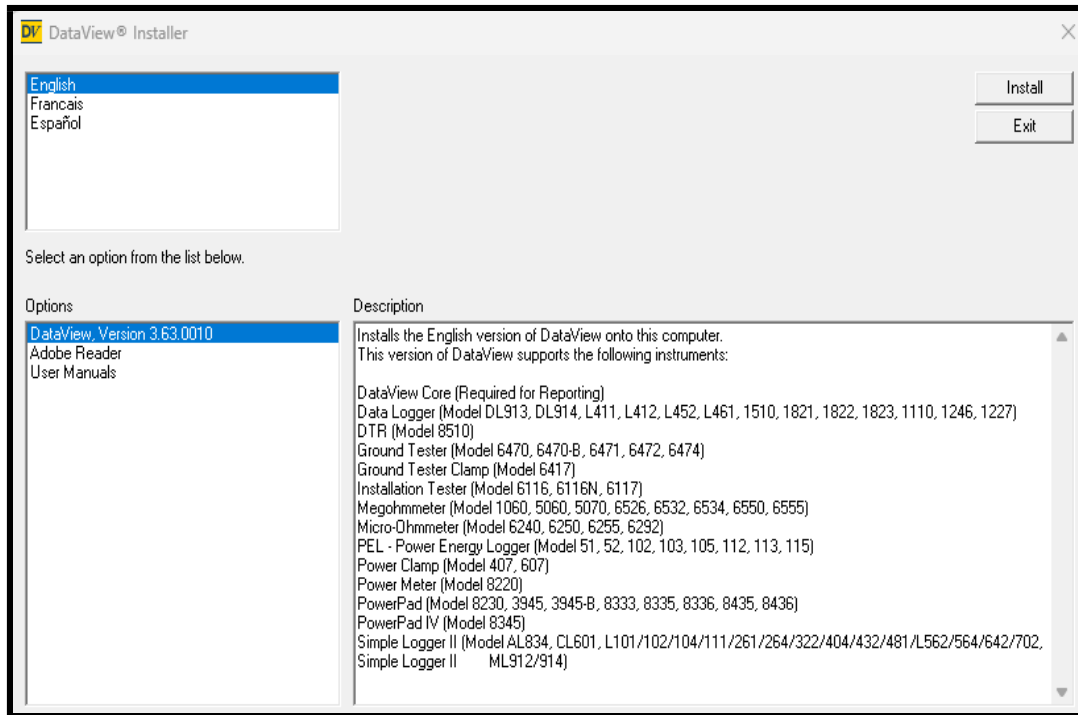 DV DataView® Installer
English
Francais
Español
Install
Exit
Select an option from the list below.
Options
DataView, Version 3.63.0010
Adobe Reader
User Manuals
Description
Installs the English version of DataView onto this computer.
This version of DataView supports the following instruments:
DataView Core (Required for Reporting)
Data Logger (Model DL913, DL914, L411, L412, L452, L461, 1510, 1821, 1822, 1823, 1110, 1246, 1227)
DTR (Model 8510)
Ground Tester (Model 6470, 6470-B, 6471, 6472, 6474)
Ground Tester Clamp (Model 6417)
Installation Tester (Model 6116, 6116N, 6117)
Megohmmeter (Model 1060, 5060, 5070, 6526, 6532, 6534, 6550, 6555)
Micro-Ohmmeter (Model 6240, 6250, 6255, 6292)
PEL - Power Energy Logger (Model 51, 52, 102, 103, 105, 112, 113, 115)
Power Clamp (Model 407, 607)
Power Meter (Model 8220)
PowerPad (Model 8230, 3945, 3945-B, 8333, 8335, 8336, 8435, 8436)
PowerPad IV (Model 8345)
Simple Logger II (Model AL834, CL601, L101/102/104/111/261/264/322/404/432/481/L562/564/642/702,
Simple Logger II ML912/914)